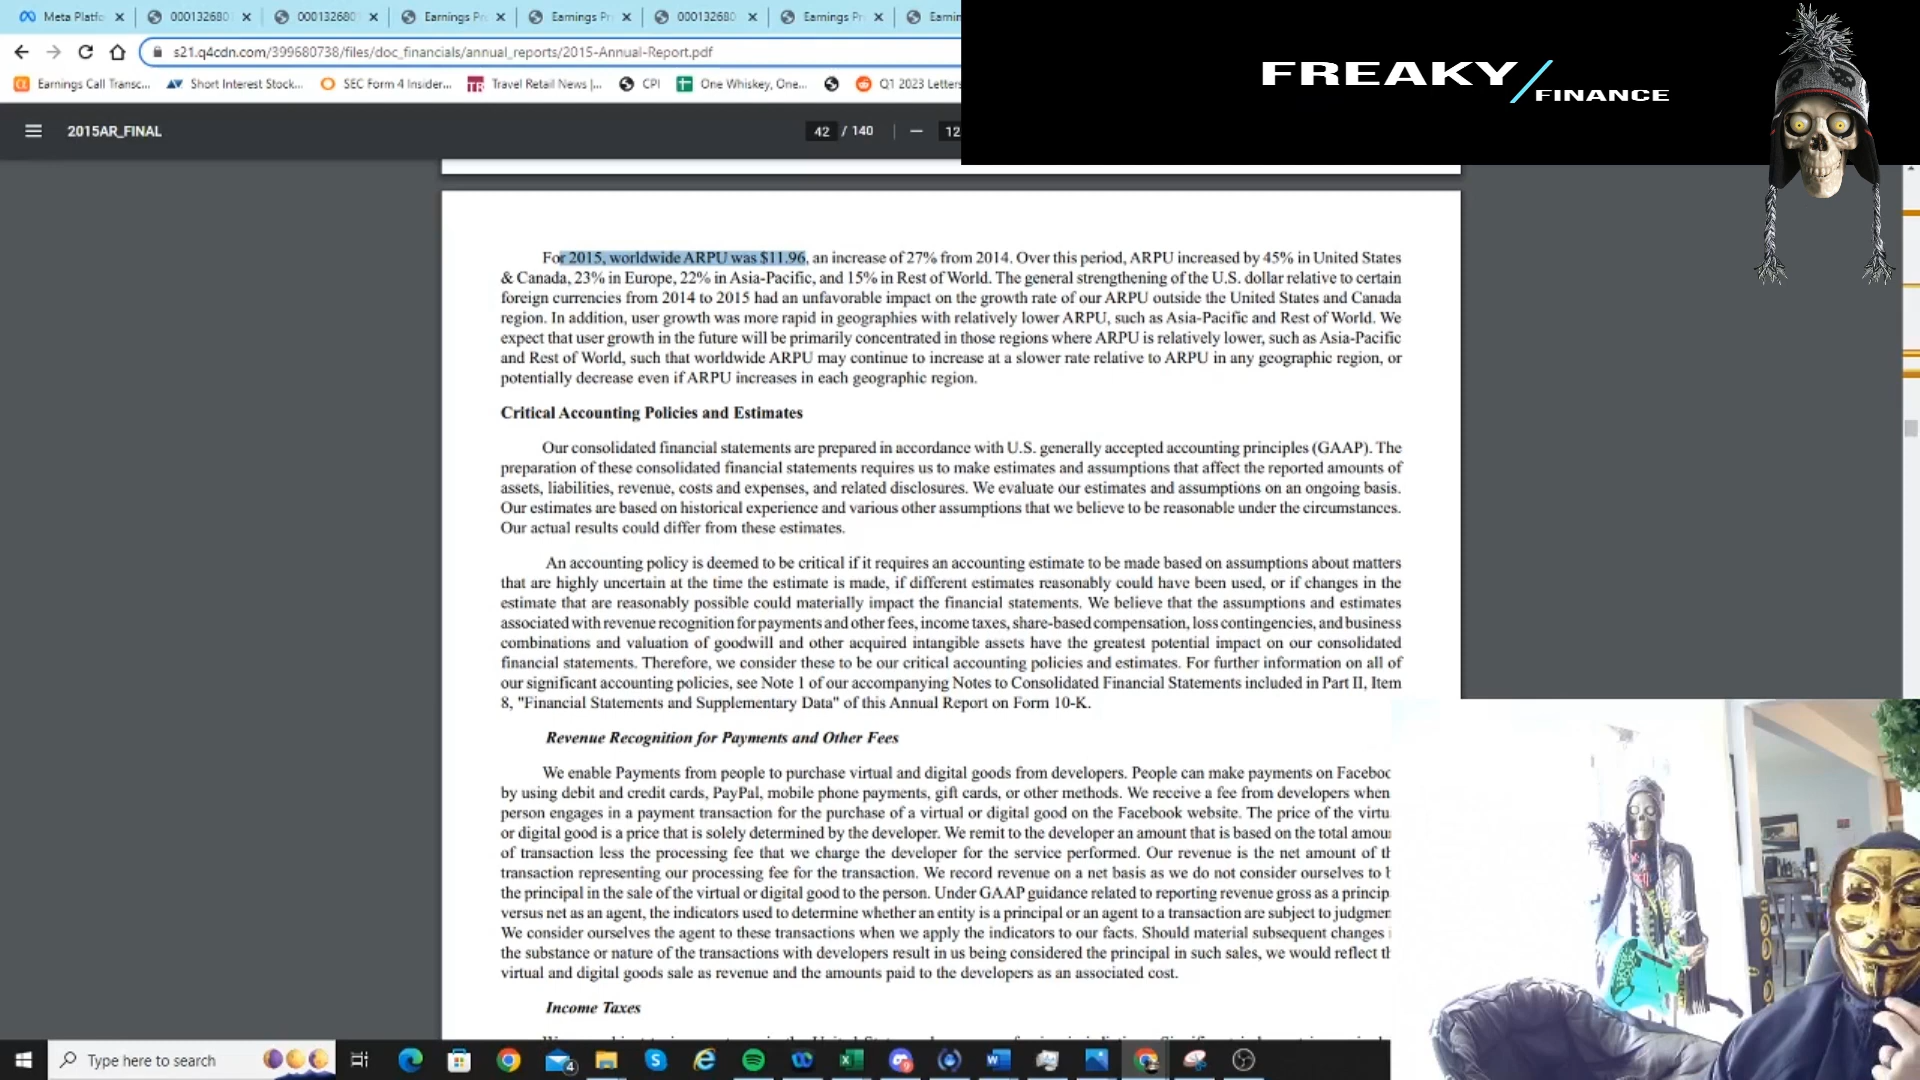 Meta Platfo
000132680
000132680
Earnings Pr
Earnings Pr
000132680
Earnings Pr
Earnin
s21.q4cdn.com/399680738/files/doc_financials/annual_reports/2015-Annual-Report.pdf
Earnings Call Transc...
Short Interest Stock...
SEC Form 4 Insider...
Travel Retail News |...
CPI
One Whiskey, One...
Q1 2023 Letters
FREAKY/FINANCE
2015AR_FINAL
42 / 140
12
For 2015, worldwide ARPU was $11.96, an increase of 27% from 2014. Over this period, ARPU increased by 45% in United States
& Canada, 23% in Europe, 22% in Asia-Pacific, and 15% in Rest of World. The general strengthening of the U.S. dollar relative to certain
foreign currencies from 2014 to 2015 had an unfavorable impact on the growth rate of our ARPU outside the United States and Canada
region. In addition, user growth was more rapid in geographies with relatively lower ARPU, such as Asia-Pacific and Rest of World. We
expect that user growth in the future will be primarily concentrated in those regions where ARPU is relatively lower, such as Asia-Pacific
and Rest of World, such that worldwide ARPU may continue to increase at a slower rate relative to ARPU in any geographic region, or
potentially decrease even if ARPU increases in each geographic region.
Critical Accounting Policies and Estimates
Our consolidated financial statements are prepared in accordance with U.S. generally accepted accounting principles (GAAP). The
preparation of these consolidated financial statements requires us to make estimates and assumptions that affect the reported amounts of
assets, liabilities, revenue, costs and expenses, and related disclosures. We evaluate our estimates and assumptions on an ongoing basis.
Our estimates are based on historical experience and various other assumptions that we believe to be reasonable under the circumstances.
Our actual results could differ from these estimates.
An accounting policy is deemed to be critical if it requires an accounting estimate to be made based on assumptions about matters
that are highly uncertain at the time the estimate is made, if different estimates reasonably could have been used, or if changes in the
estimate that are reasonably possible could materially impact the financial statements. We believe that the assumptions and estimates
associated with revenue recognition for payments and other fees, income taxes, share-based compensation, loss contingencies, and business
combinations and valuation of goodwill and other acquired intangible assets have the greatest potential impact on our consolidated
financial statements. Therefore, we consider these to be our critical accounting policies and estimates. For further information on all of
our significant accounting policies, see Note 1 of our accompanying Notes to Consolidated Financial Statements included in Part II, Item
8, "Financial Statements and Supplementary Data" of this Annual Report on Form 10-K.
Revenue Recognition for Payments and Other Fees
We enable Payments from people to purchase virtual and digital goods from developers. People can make payments on Faceboo
by using debit and credit cards, PayPal, mobile phone payments, gift cards, or other methods. We receive a fee from developers when
person engages in a payment transaction for the purchase of a virtual or digital good on the Facebook website. The price of the virtu
or digital good is a price that is solely determined by the developer. We remit to the developer an amount that is based on the total amou
of transaction less the processing fee that we charge the developer for the service performed. Our revenue is the net amount of th
transaction representing our processing fee for the transaction. We record revenue on a net basis as we do not consider ourselves to b
the principal in the sale of the virtual or digital good to the person. Under GAAP guidance related to reporting revenue gross as a princip
versus net as an agent, the indicators used to determine whether an entity is a principal or an agent to a transaction are subject to judgmen
We consider ourselves the agent to these transactions when we apply the indicators to our facts. Should material subsequent changes i
the substance or nature of the transactions with developers result in us being considered the principal in such sales, we would reflect th
virtual and digital goods sale as revenue and the amounts paid to the developers as an associated cost.
Income Taxes
Type here to search